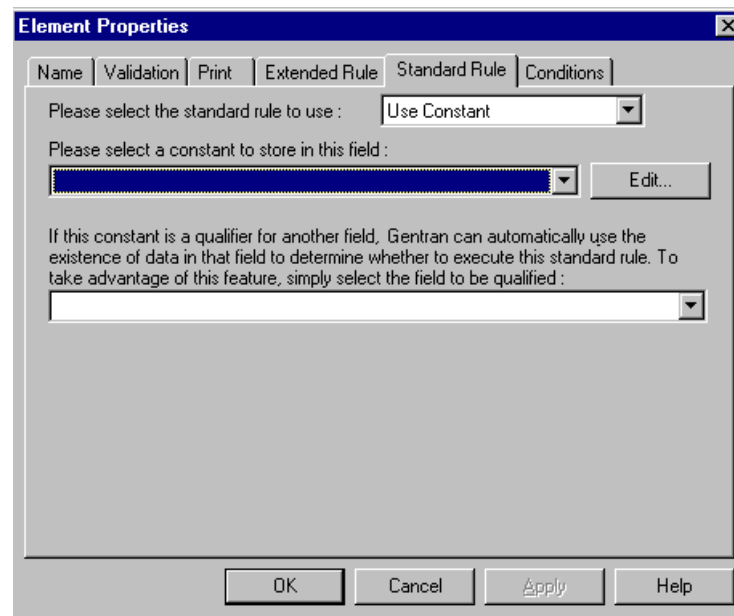 Element Properties
Name Validation Print Extended Rule Standard Rule Conditions
Please select the standard rule to use : Use Constant
Please select a constant to store in this field :
Edit...
If this constant is a qualifier for another field, Gentran can automatically use the
existence of data in that field to determine whether to execute this standard rule. To
take advantage of this feature, simply select the field to be qualified :
OK Cancel Apply Help